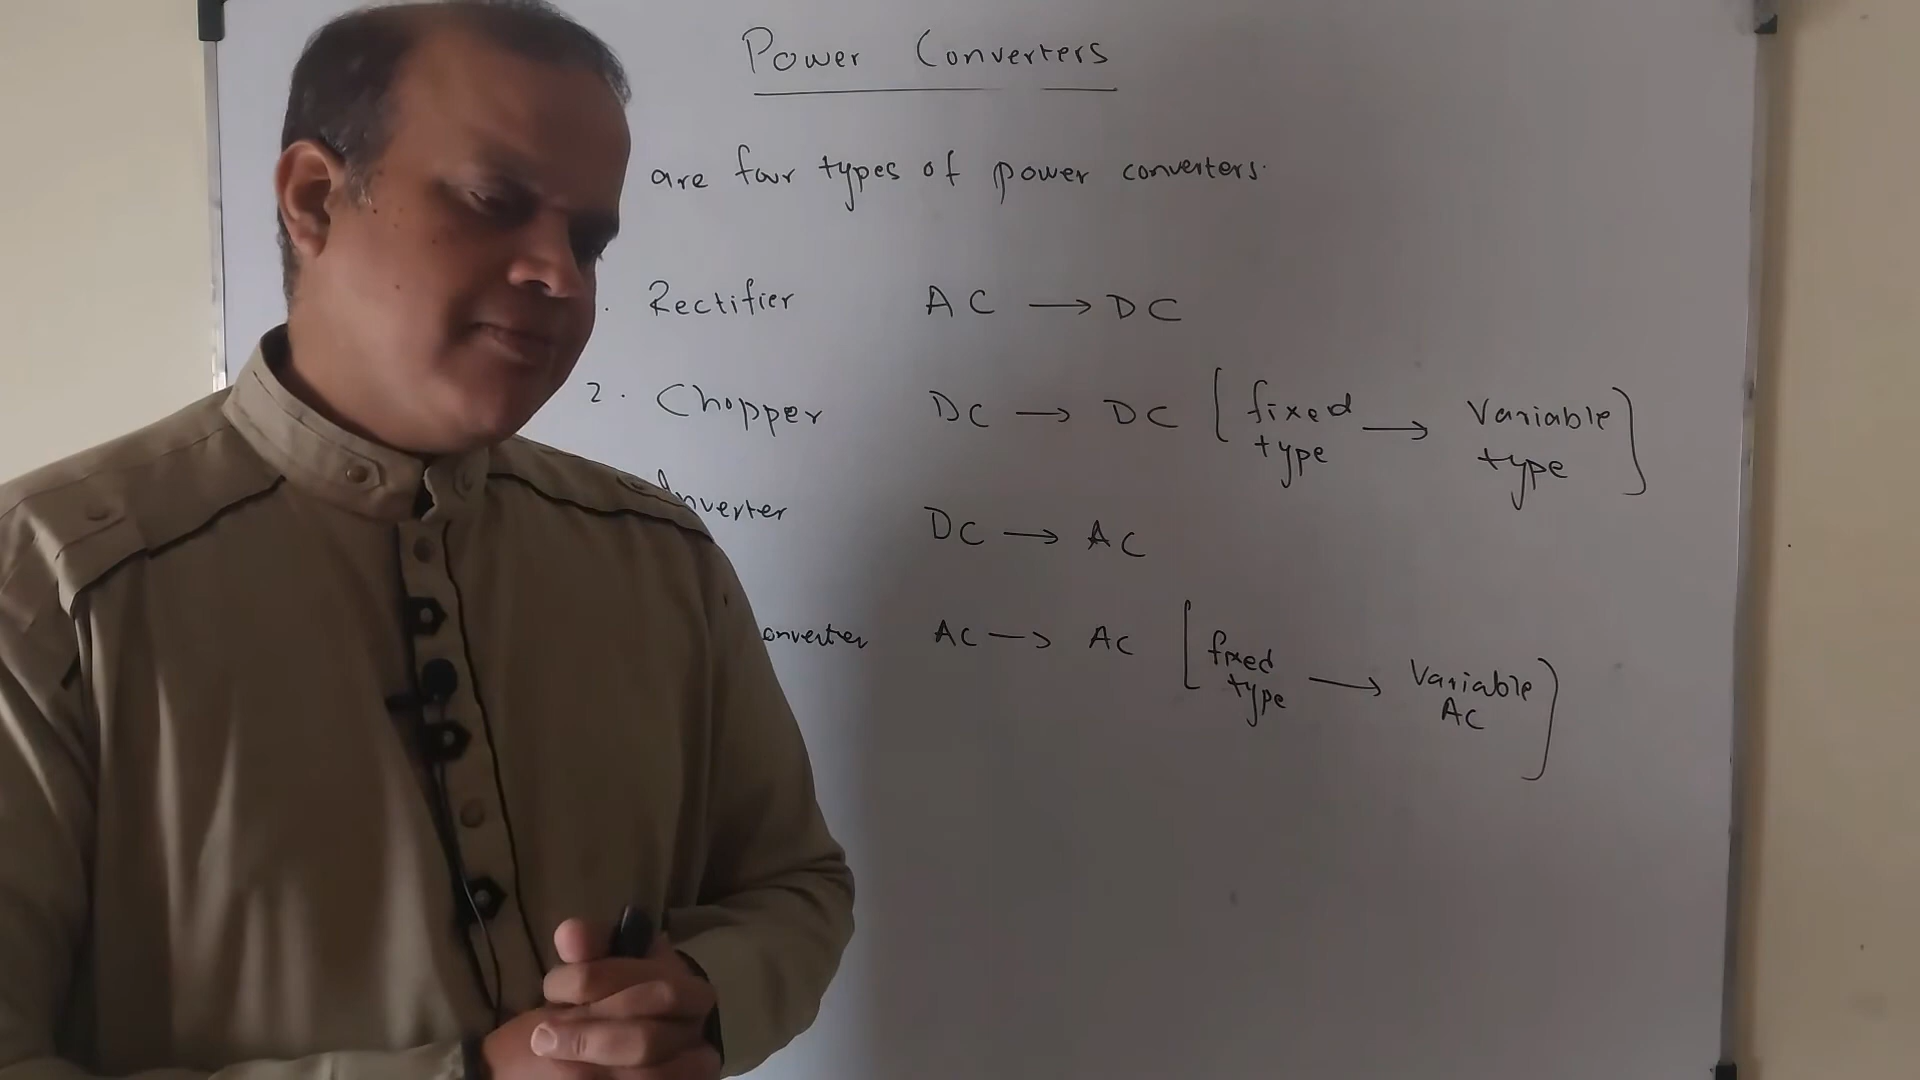 Power Converters
are four types of power converters.
. Rectifier AC → DC
2. Chopper DC → DC [fixed type → Variable type]
Inverter DC → AC
onverter AC → AC [fixed type → Variable AC]